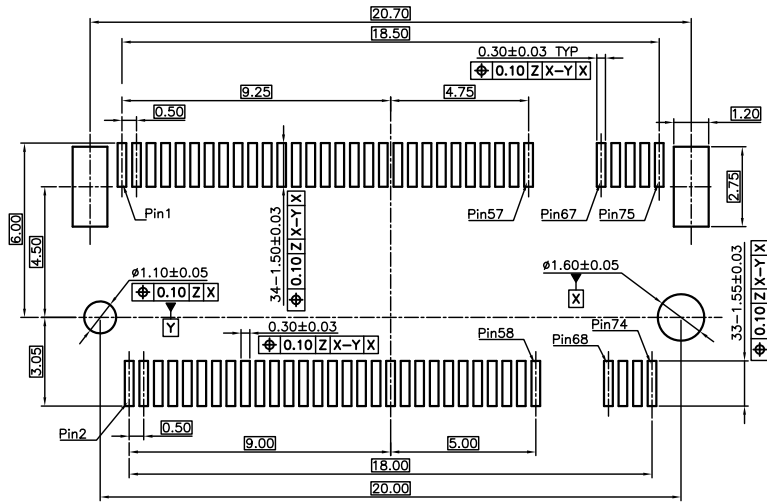 20.70
18.50
0.30±0.03 TYP
⌖ 0.10 Z X-Y X
9.25
4.75
0.50
1.20
6.00
4.50
2.75
Pin1
Pin57
Pin67
Pin75
34-1.50±0.03
⌖ 0.10 Z X-Y X
ø1.10±0.05
⌖ 0.10 Z X
ø1.60±0.05
33-1.55±0.03
⌖ 0.10 Z X-Y X
Y
X
3.05
0.30±0.03
⌖ 0.10 Z X-Y X
Pin58
Pin68
Pin74
Pin2
0.50
9.00
5.00
18.00
20.00